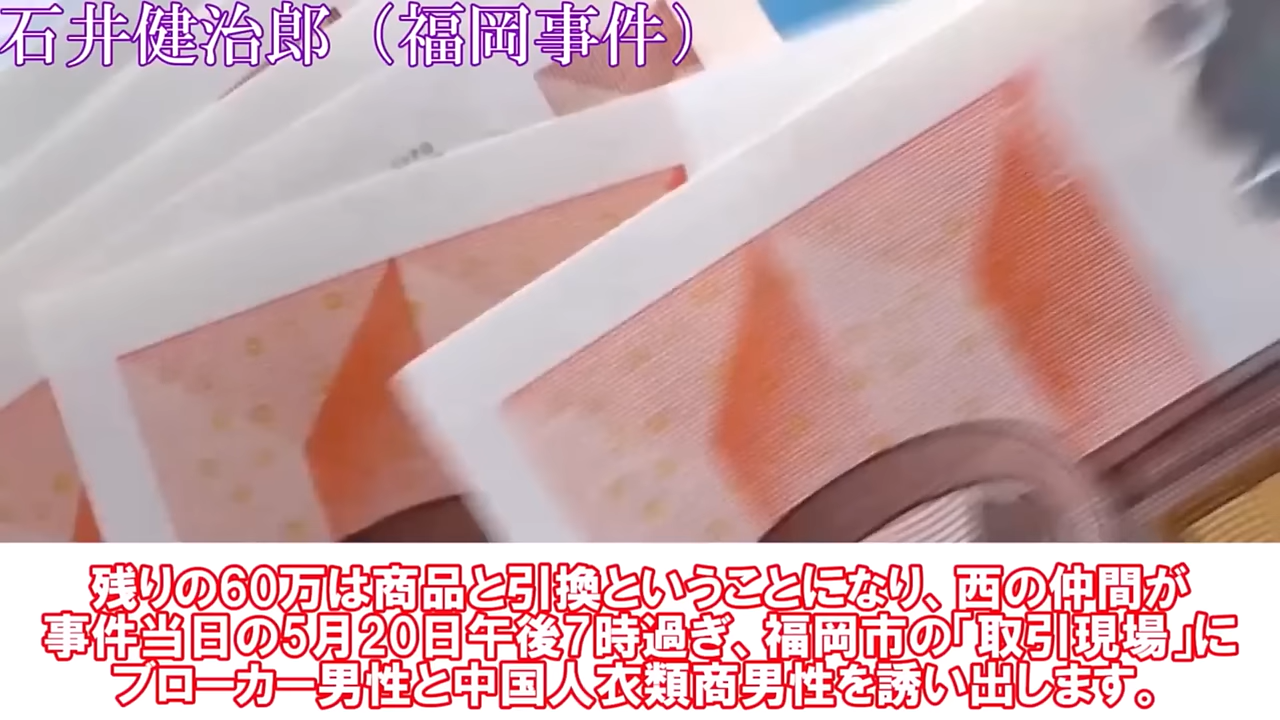 石井健治郎（福岡事件）
残りの60万は商品と引換ということになり、西の仲間が
事件当日の5月20日午後7時過ぎ、福岡市の「取引現場」に
ブローカー男性と中国人衣類商男性を誘い出します。